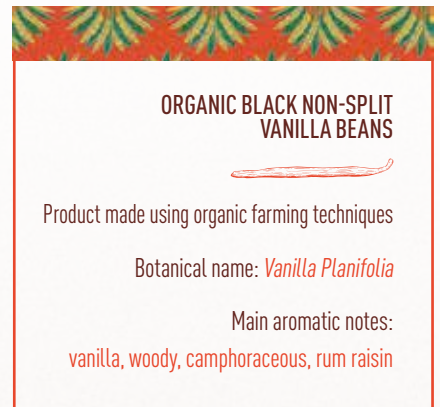 ORGANIC BLACK NON-SPLIT
VANILLA BEANS
Product made using organic farming techniques
Botanical name: Vanilla Planifolia
Main aromatic notes:
vanilla, woody, camphoraceous, rum raisin